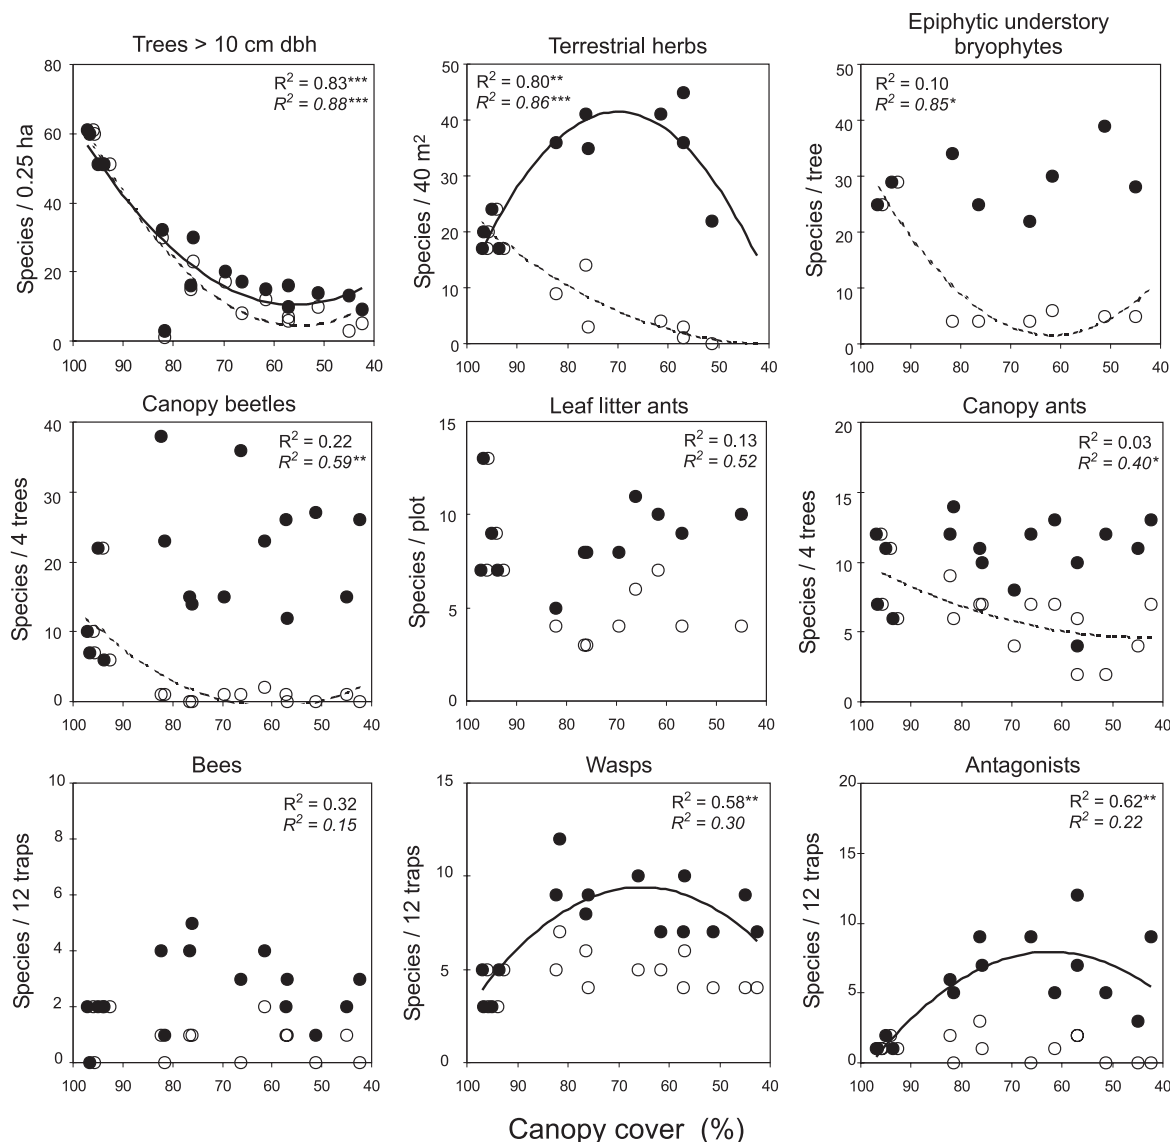 Trees > 10 cm dbh
R² = 0.83***
R² = 0.88***
Species / 0.25 ha
80
60
40
20
0
100 90 80 70 60 50 40
Terrestrial herbs
R² = 0.80**
R² = 0.86***
Species / 40 m²
50
40
30
20
10
0
100 90 80 70 60 50 40
Epiphytic understory
bryophytes
R² = 0.10
R² = 0.85*
Species / tree
50
40
30
20
10
0
100 90 80 70 60 50 40
Canopy beetles
R² = 0.22
R² = 0.59**
Species / 4 trees
40
30
20
10
0
100 90 80 70 60 50 40
Leaf litter ants
R² = 0.13
R² = 0.52
Species / plot
15
10
5
0
100 90 80 70 60 50 40
Canopy ants
R² = 0.03
R² = 0.40*
Species / 4 trees
20
15
10
5
0
100 90 80 70 60 50 40
Bees
R² = 0.32
R² = 0.15
Species / 12 traps
10
8
6
4
2
0
100 90 80 70 60 50 40
Wasps
R² = 0.58**
R² = 0.30
Species / 12 traps
15
10
5
0
100 90 80 70 60 50 40
Antagonists
R² = 0.62**
R² = 0.22
Species / 12 traps
20
15
10
5
0
100 90 80 70 60 50 40
Canopy cover (%)